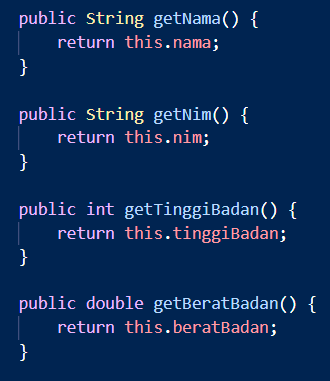 public String getNama() {
    return this.nama;
}

public String getNim() {
    return this.nim;
}

public int getTinggiBadan() {
    return this.tinggiBadan;
}

public double getBeratBadan() {
    return this.beratBadan;
}